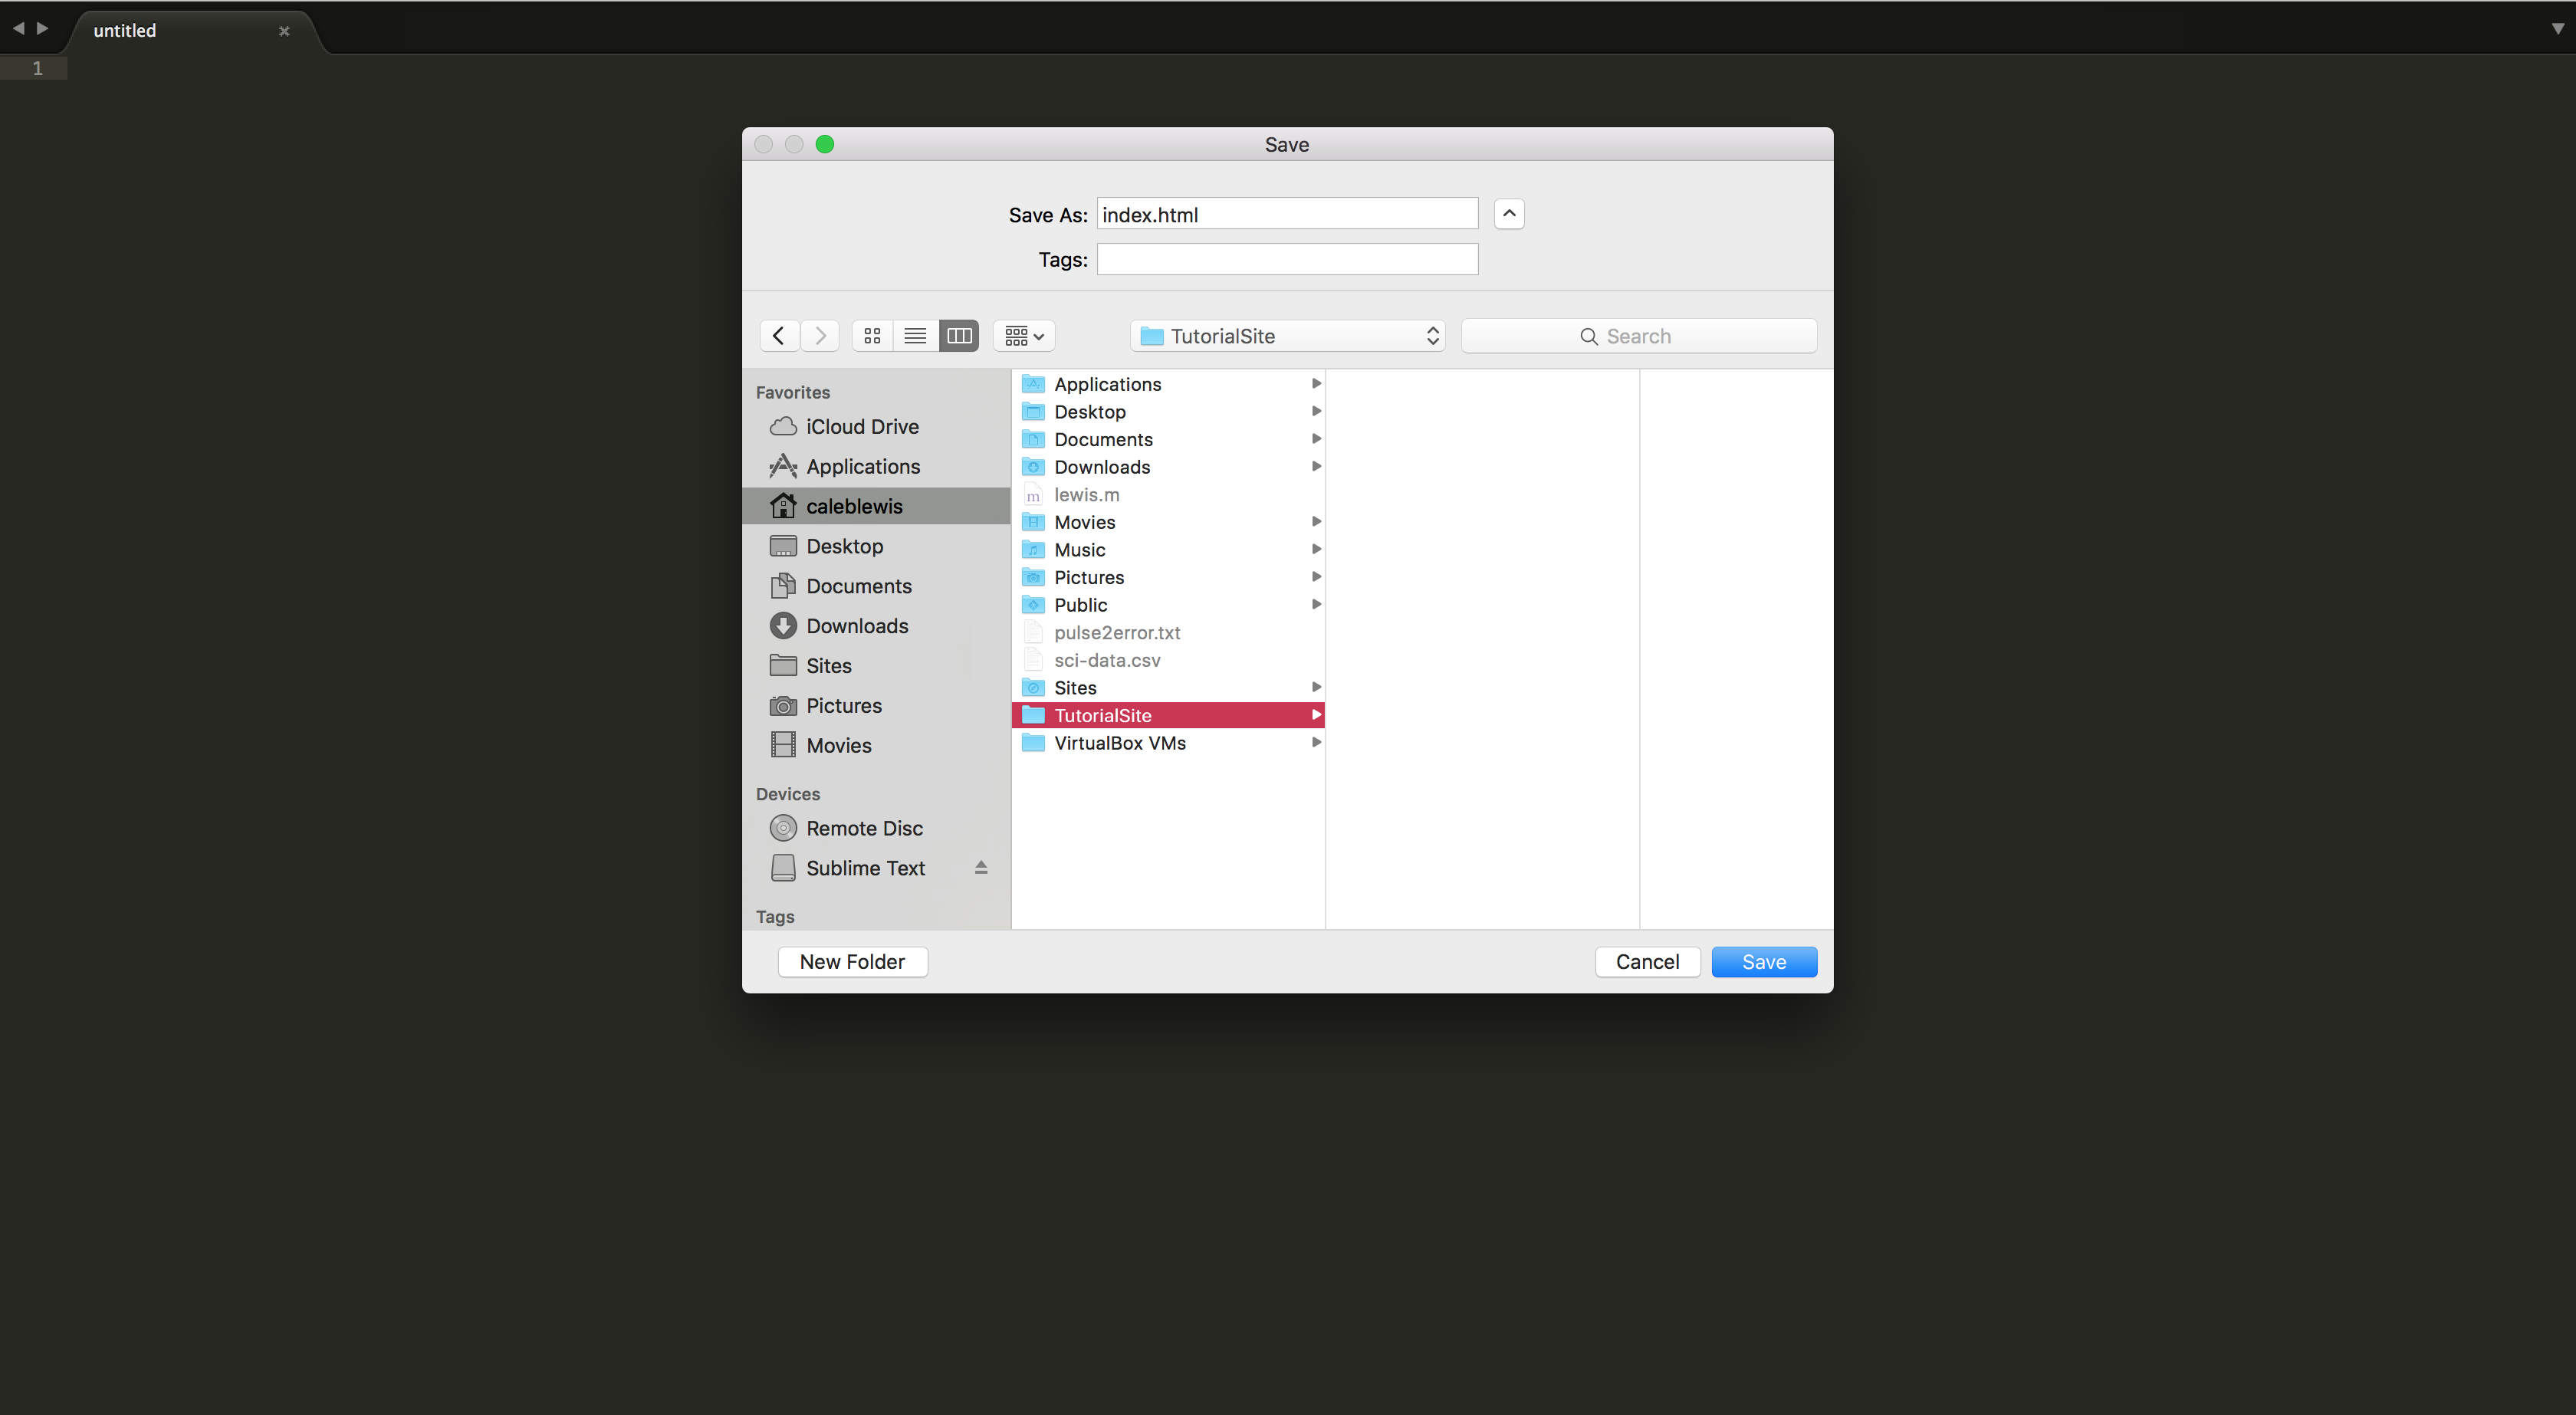 untitled
1
Save
Save As: index.html
Tags:
TutorialSite
Search
Favorites
iCloud Drive
Applications
caleblewis
Desktop
Documents
Downloads
Sites
Pictures
Movies
Devices
Remote Disc
Sublime Text
Tags
Applications
Desktop
Documents
Downloads
m lewis.m
Movies
Music
Pictures
Public
pulse2error.txt
sci-data.csv
Sites
TutorialSite
VirtualBox VMs
New Folder
Cancel
Save